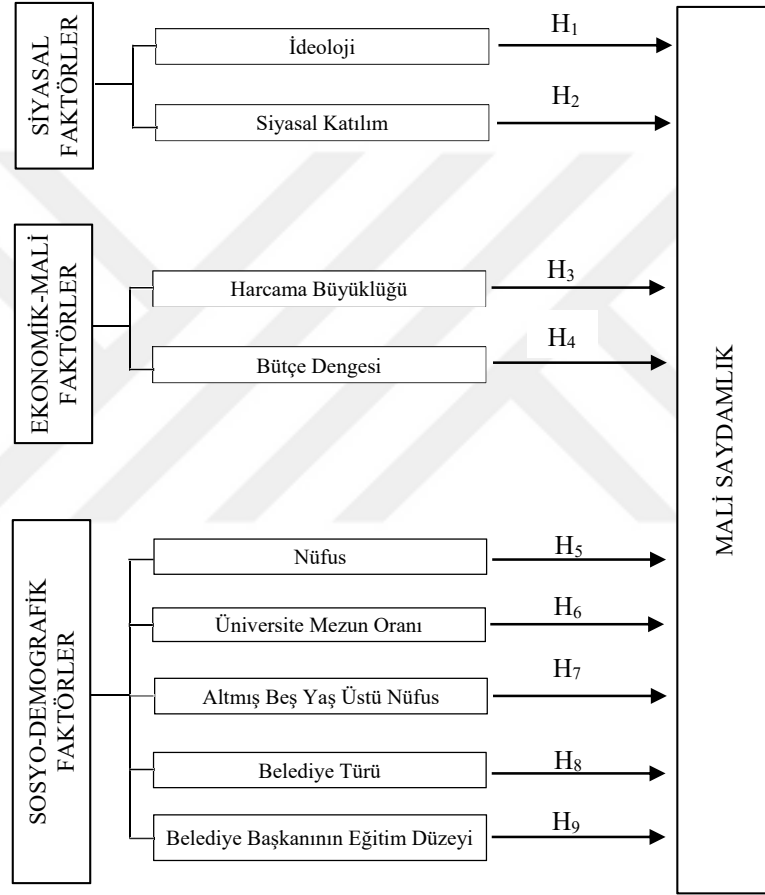 SİYASAL
FAKTÖRLER
İdeoloji
H₁
Siyasal Katılım
H₂
EKONOMİK-MALİ
FAKTÖRLER
Harcama Büyüklüğü
H₃
Bütçe Dengesi
H₄
SOSYO-DEMOGRAFİK
FAKTÖRLER
Nüfus
H₅
Üniversite Mezun Oranı
H₆
Altmış Beş Yaş Üstü Nüfus
H₇
Belediye Türü
H₈
Belediye Başkanının Eğitim Düzeyi
H₉
MALİ SAYDAMLIK